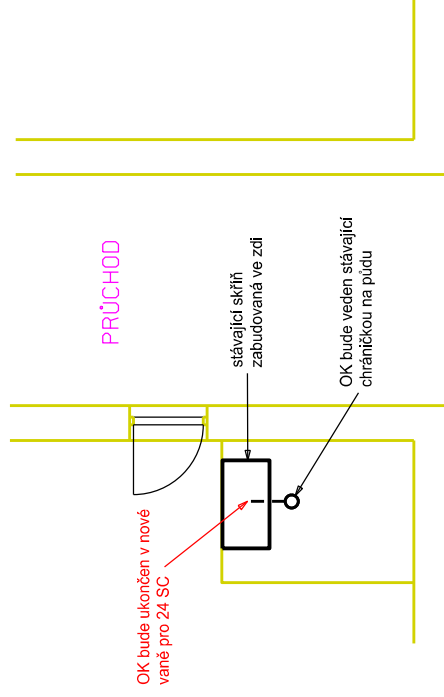 PRŮCHOD
stávající skříň
zabudovaná ve zdi
OK bude veden stávající
chráničkou na půdu
OK bude ukončen v nové
vaně pro 24 SC